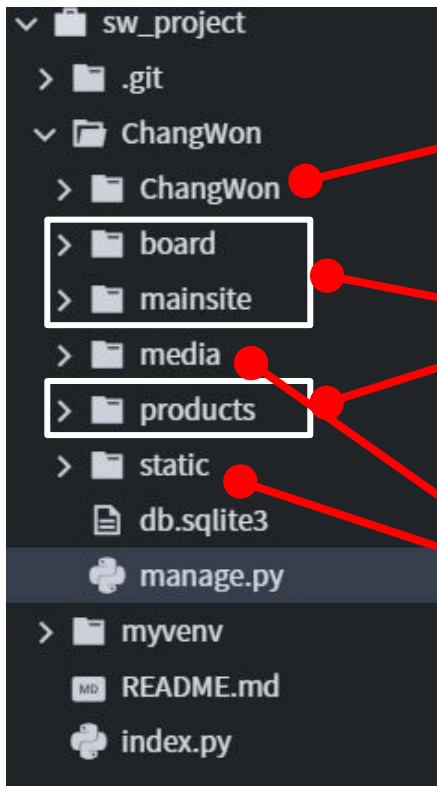 sw_project
.git
ChangWon
ChangWon
board
mainsite
media
products
static
db.sqlite3
manage.py
myvenv
MD README.md
index.py